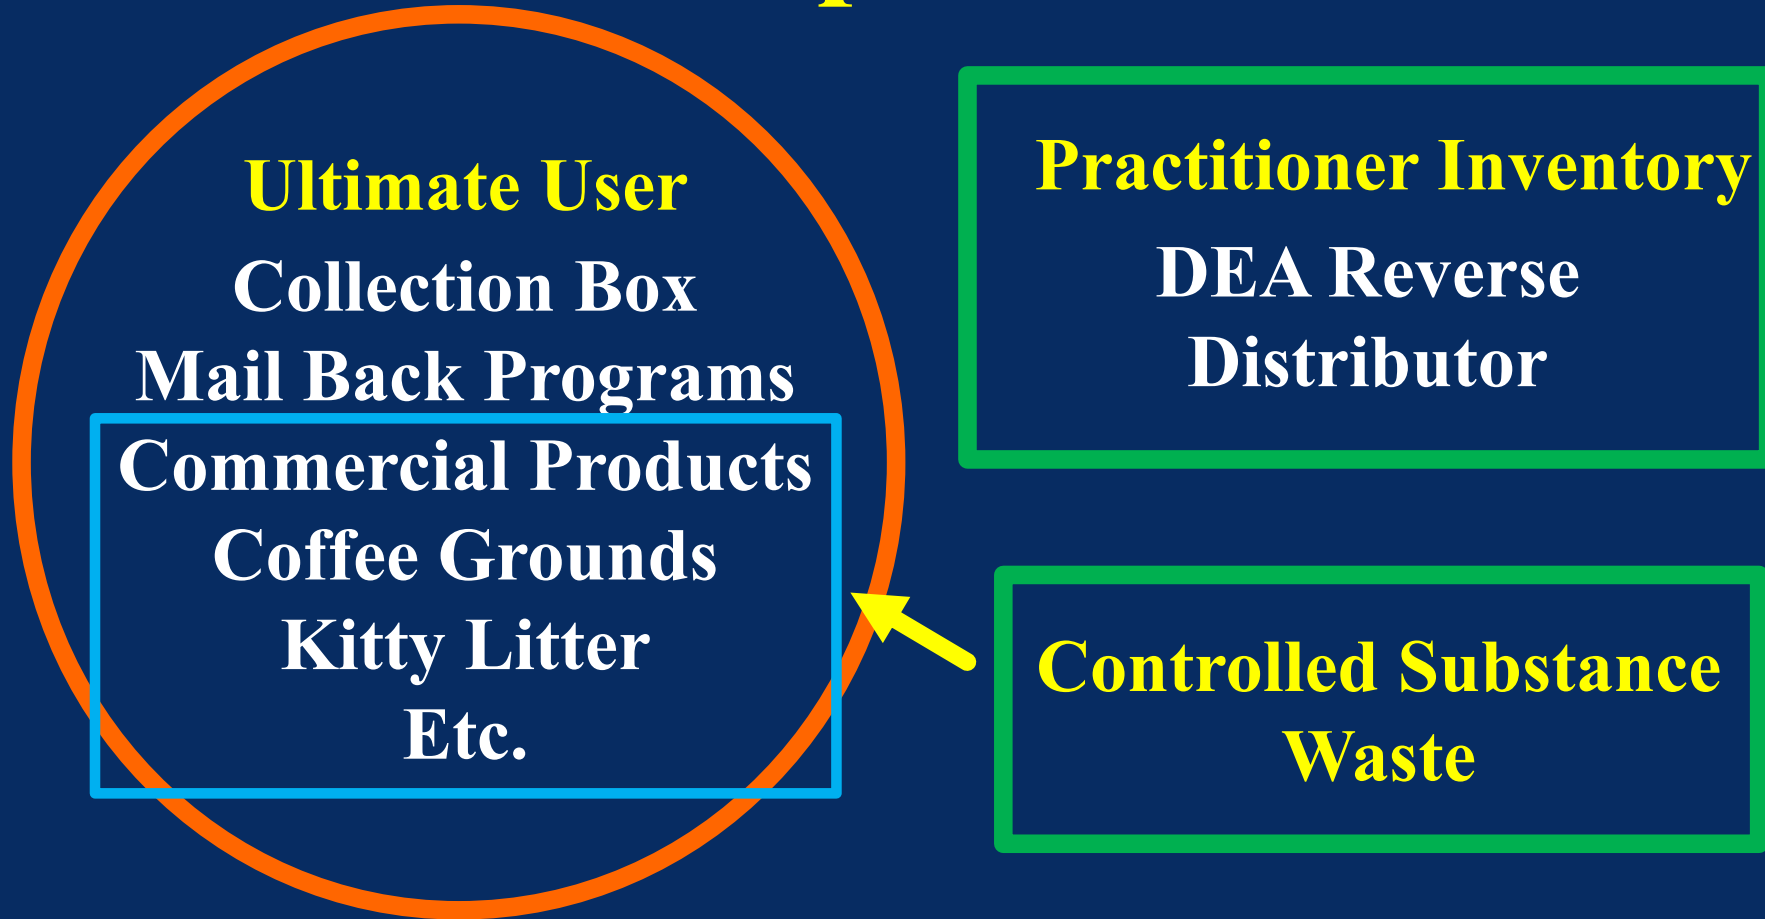 Ultimate User
Collection Box
Mail Back Programs
Commercial Products
Coffee Grounds
Kitty Litter
Etc.
Practitioner Inventory
DEA Reverse
Distributor
Controlled Substance
Waste